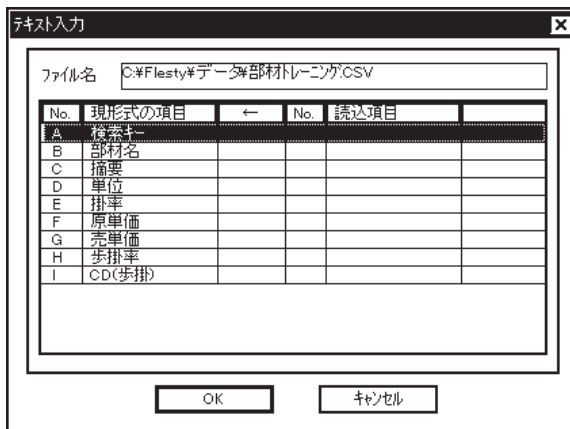 ﾃｷｽﾄ入力
ﾌｧｲﾙ名 C:¥Flesty¥データ¥部材ﾄﾚｰﾆﾝｸﾞ.CSV
No. 現形式の項目 ← No. 読込項目
A 検索ｷｰ
B 部材名
C 摘要
D 単位
E 掛率
F 原単価
G 売単価
H 歩掛率
I CD(歩掛)
OK ｷｬﾝｾﾙ